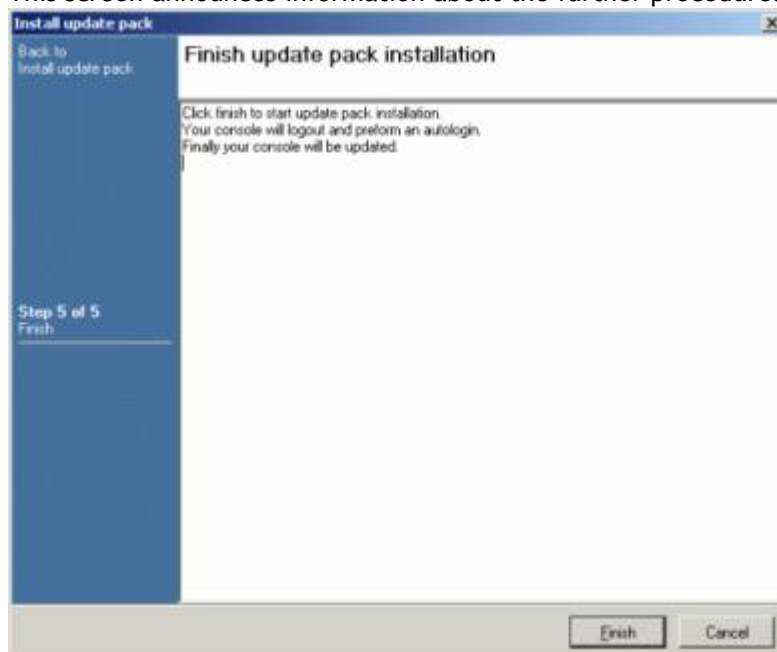 This screen announces information about the further procedures
Install update pack
Back to
Install update pack
Finish update pack installation
Click finish to start update pack installation.
Your console will logout and preform an autologin.
Finally your console will be updated.
Step 5 of 5
Finish
Finish
Cancel